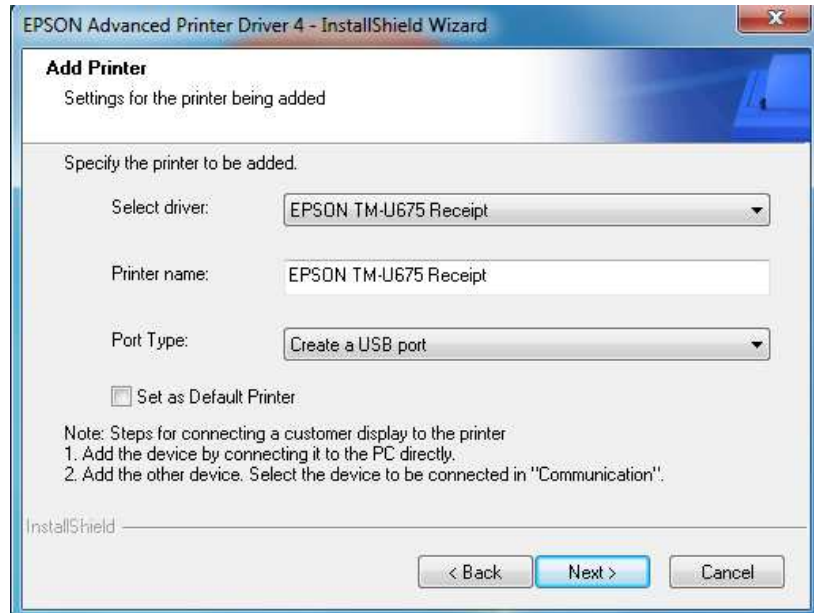 EPSON Advanced Printer Driver 4 - InstallShield Wizard
Add Printer
Settings for the printer being added
Specify the printer to be added.
Select driver: EPSON TM-U675 Receipt
Printer name: EPSON TM-U675 Receipt
Port Type: Create a USB port
Set as Default Printer
Note: Steps for connecting a customer display to the printer
1. Add the device by connecting it to the PC directly.
2. Add the other device. Select the device to be connected in "Communication".
InstallShield
< Back Next > Cancel